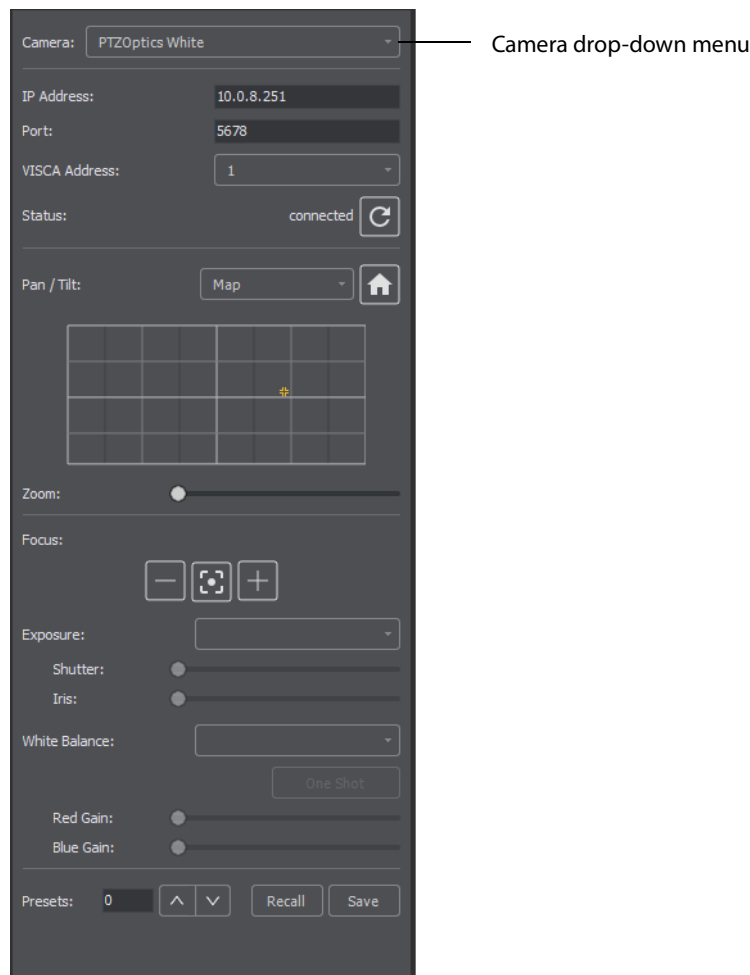 Camera: PTZOptics White
Camera drop-down menu
IP Address: 10.0.8.251
Port: 5678
VISCA Address: 1
Status: connected
Pan / Tilt: Map
Zoom:
Focus:
Exposure:
Shutter:
Iris:
White Balance:
One Shot
Red Gain:
Blue Gain:
Presets: 0 Recall Save